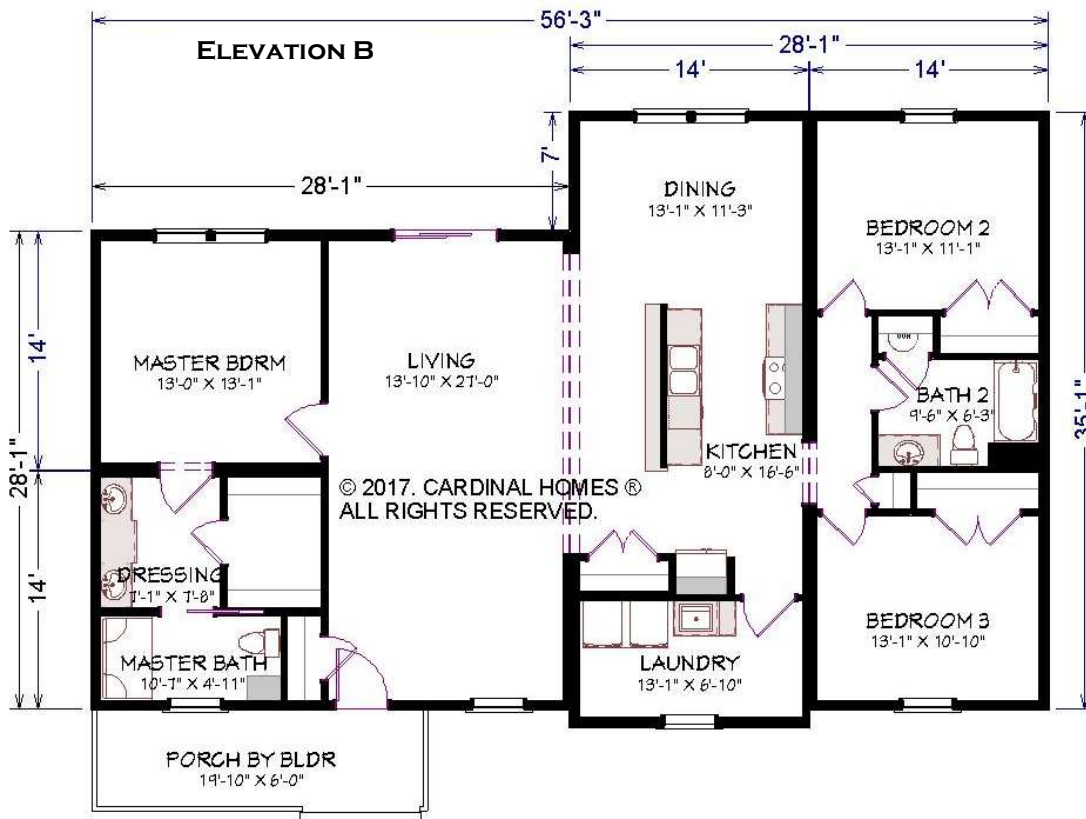 56'-3"
ELEVATION B
28'-1"
14'
14'
7'
28'-1"
DINING
13'-1" X 11'-3"
BEDROOM 2
13'-1" X 11'-1"
14'
MASTER BDRM
13'-0" X 13'-1"
LIVING
13'-10" X 27'-0"
BATH 2
9'-6" X 6'-3"
35'-1"
KITCHEN
8'-0" X 16'-6"
28'-1"
© 2017. CARDINAL HOMES ®
ALL RIGHTS RESERVED.
14'
DRESSING
7'-1" X 7'-8"
BEDROOM 3
13'-1" X 10'-10"
MASTER BATH
10'-7" X 4'-11"
LAUNDRY
13'-1" X 6'-10"
PORCH BY BLDR
19'-10" X 6'-0"